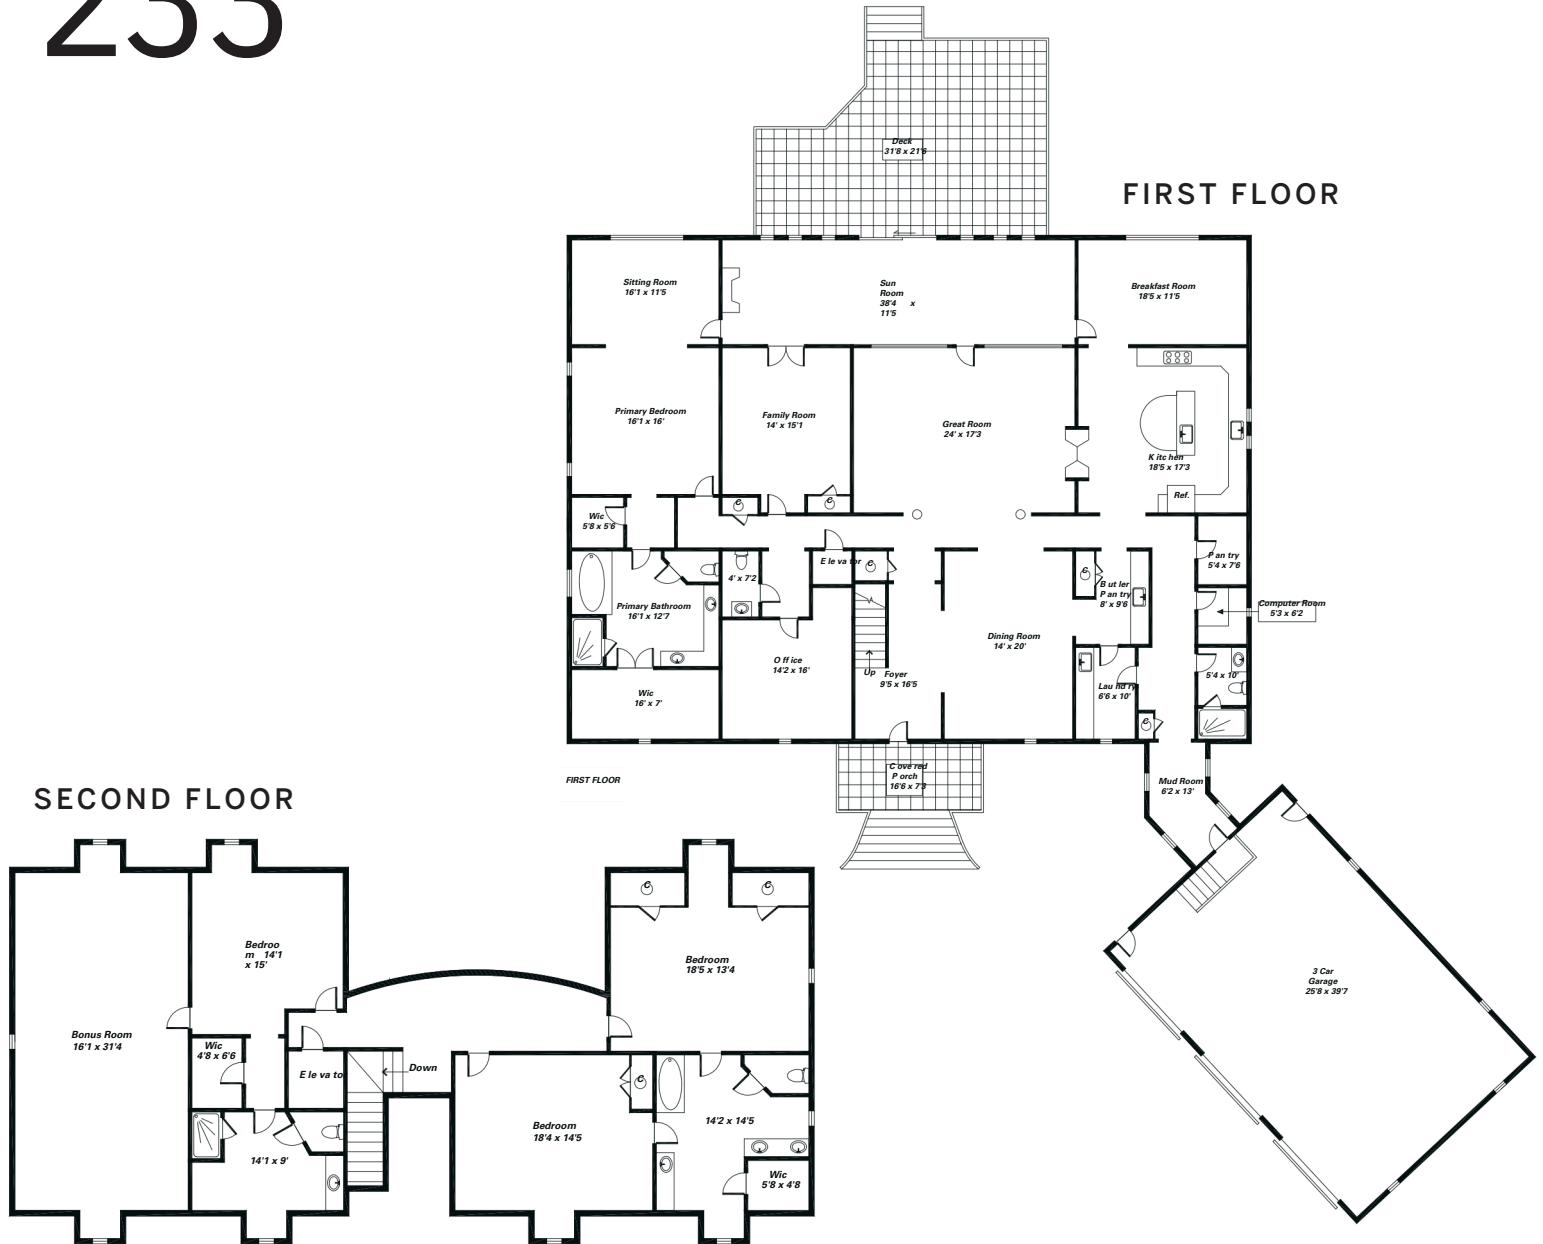 233
Deck
31'8 x 21'6
FIRST FLOOR
Sitting Room
16'1 x 11'5
Sun
Room
38'4 x
11'5
Breakfast Room
18'5 x 11'5
Primary Bedroom
16'1 x 16'
Family Room
14' x 15'1
Great Room
24' x 17'3
K itc hen
18'5 x 17'3
Ref.
Wic
5'8 x 5'6
C
C
E le va tor
C
4' x 7'2
Primary Bathroom
16'1 x 12'7
C
B ut ler
P an try
8' x 9'6
P an try
5'4 x 7'6
Computer Room
5'3 x 6'2
O ff ice
14'2 x 16'
Up
Foyer
9'5 x 16'5
Dining Room
14' x 20'
Lau nd ry
6'6 x 10'
5'4 x 10'
Wic
16' x 7'
C
FIRST FLOOR
C ove red
P orch
16'6 x 7'3
Mud Room
6'2 x 13'
3 Car
Garage
25'8 x 39'7
SECOND FLOOR
C
C
Bedroo
m 14'1
x 15'
Bedroom
18'5 x 13'4
Bonus Room
16'1 x 31'4
Wic
4'8 x 6'6
E le va to
Down
C
Bedroom
18'4 x 14'5
14'2 x 14'5
14'1 x 9'
Wic
5'8 x 4'8